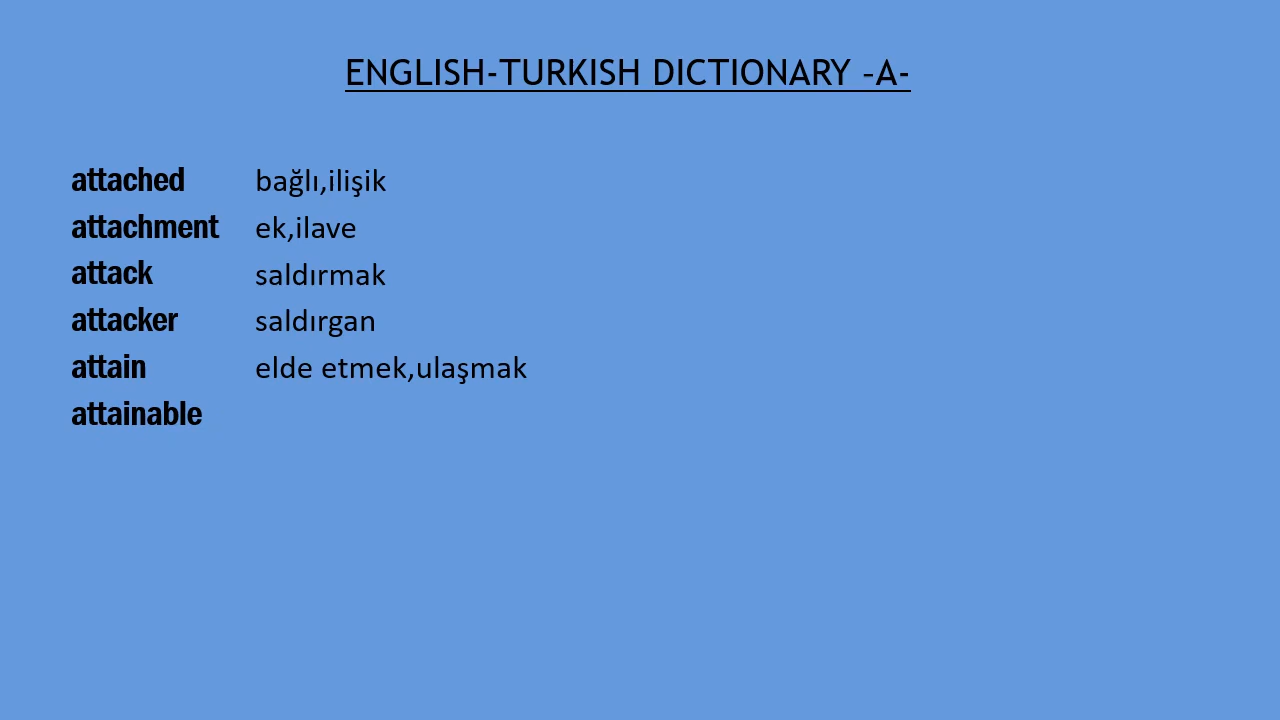 ENGLISH-TURKISH DICTIONARY –A-
attached bağlı,ilişik
attachment ek,ilave
attack saldırmak
attacker saldırgan
attain elde etmek,ulaşmak
attainable